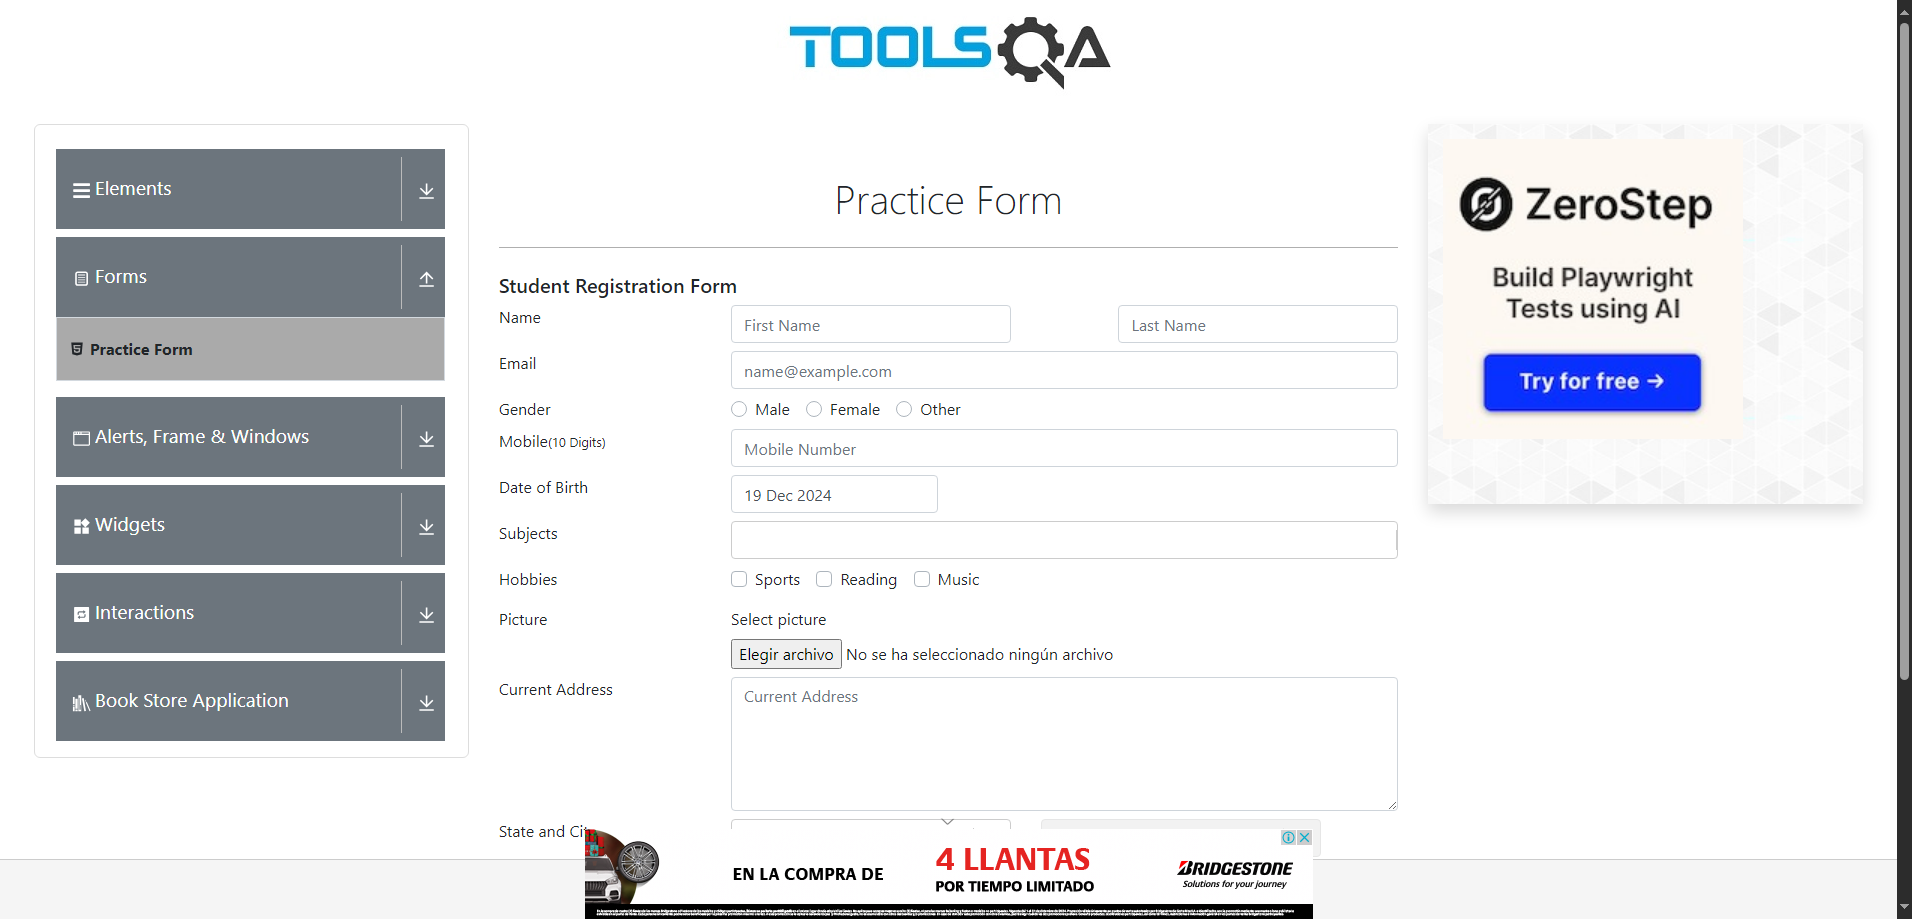 TOOLSQA
Elements
Forms
Practice Form
Alerts, Frame & Windows
Widgets
Interactions
Book Store Application
Practice Form
Student Registration Form
Name
First Name
Last Name
Email
name@example.com
Gender
Male Female Other
Mobile(10 Digits)
Mobile Number
Date of Birth
19 Dec 2024
Subjects
Hobbies
Sports Reading Music
Picture
Select picture
Elegir archivo No se ha seleccionado ningún archivo
Current Address
Current Address
State and
ZeroStep
Build Playwright
Tests using AI
Try for free →
EN LA COMPRA DE
4 LLANTAS
POR TIEMPO LIMITADO
BRIDGESTONE
Solutions for your journey